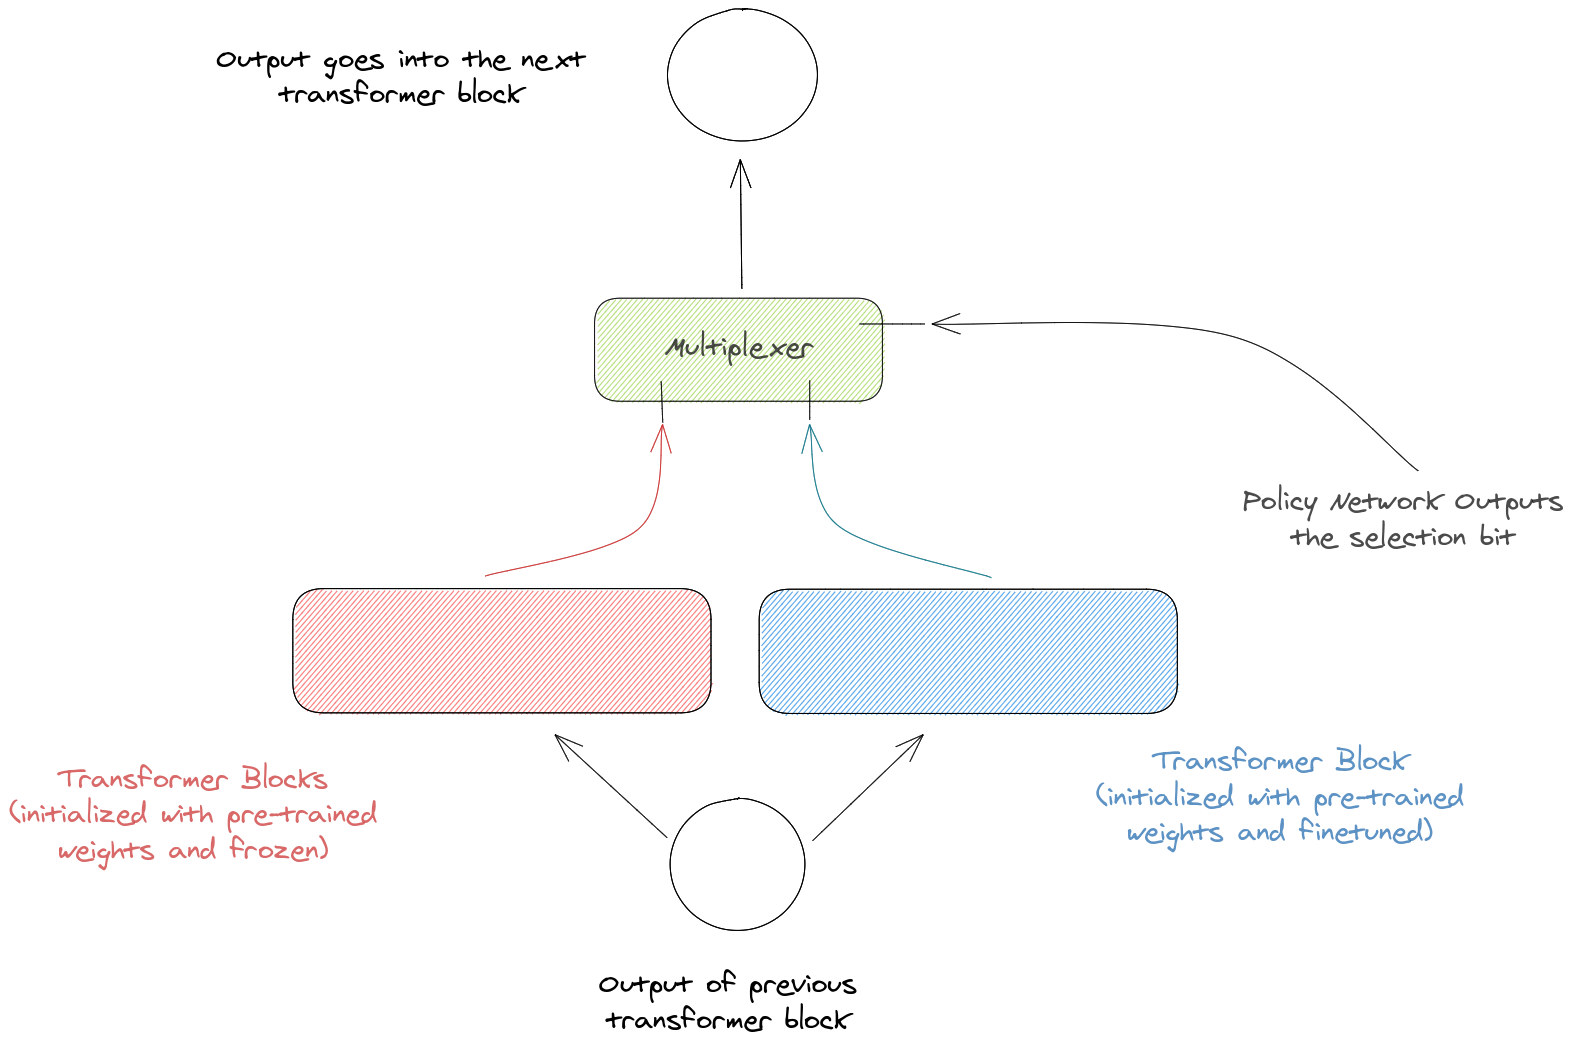 Output goes into the next
transformer block
Multiplexer
Policy Network Outputs
the selection bit
Transformer Blocks
(initialized with pre-trained
weights and frozen)
Transformer Block
(initialized with pre-trained
weights and finetuned)
Output of previous
transformer block